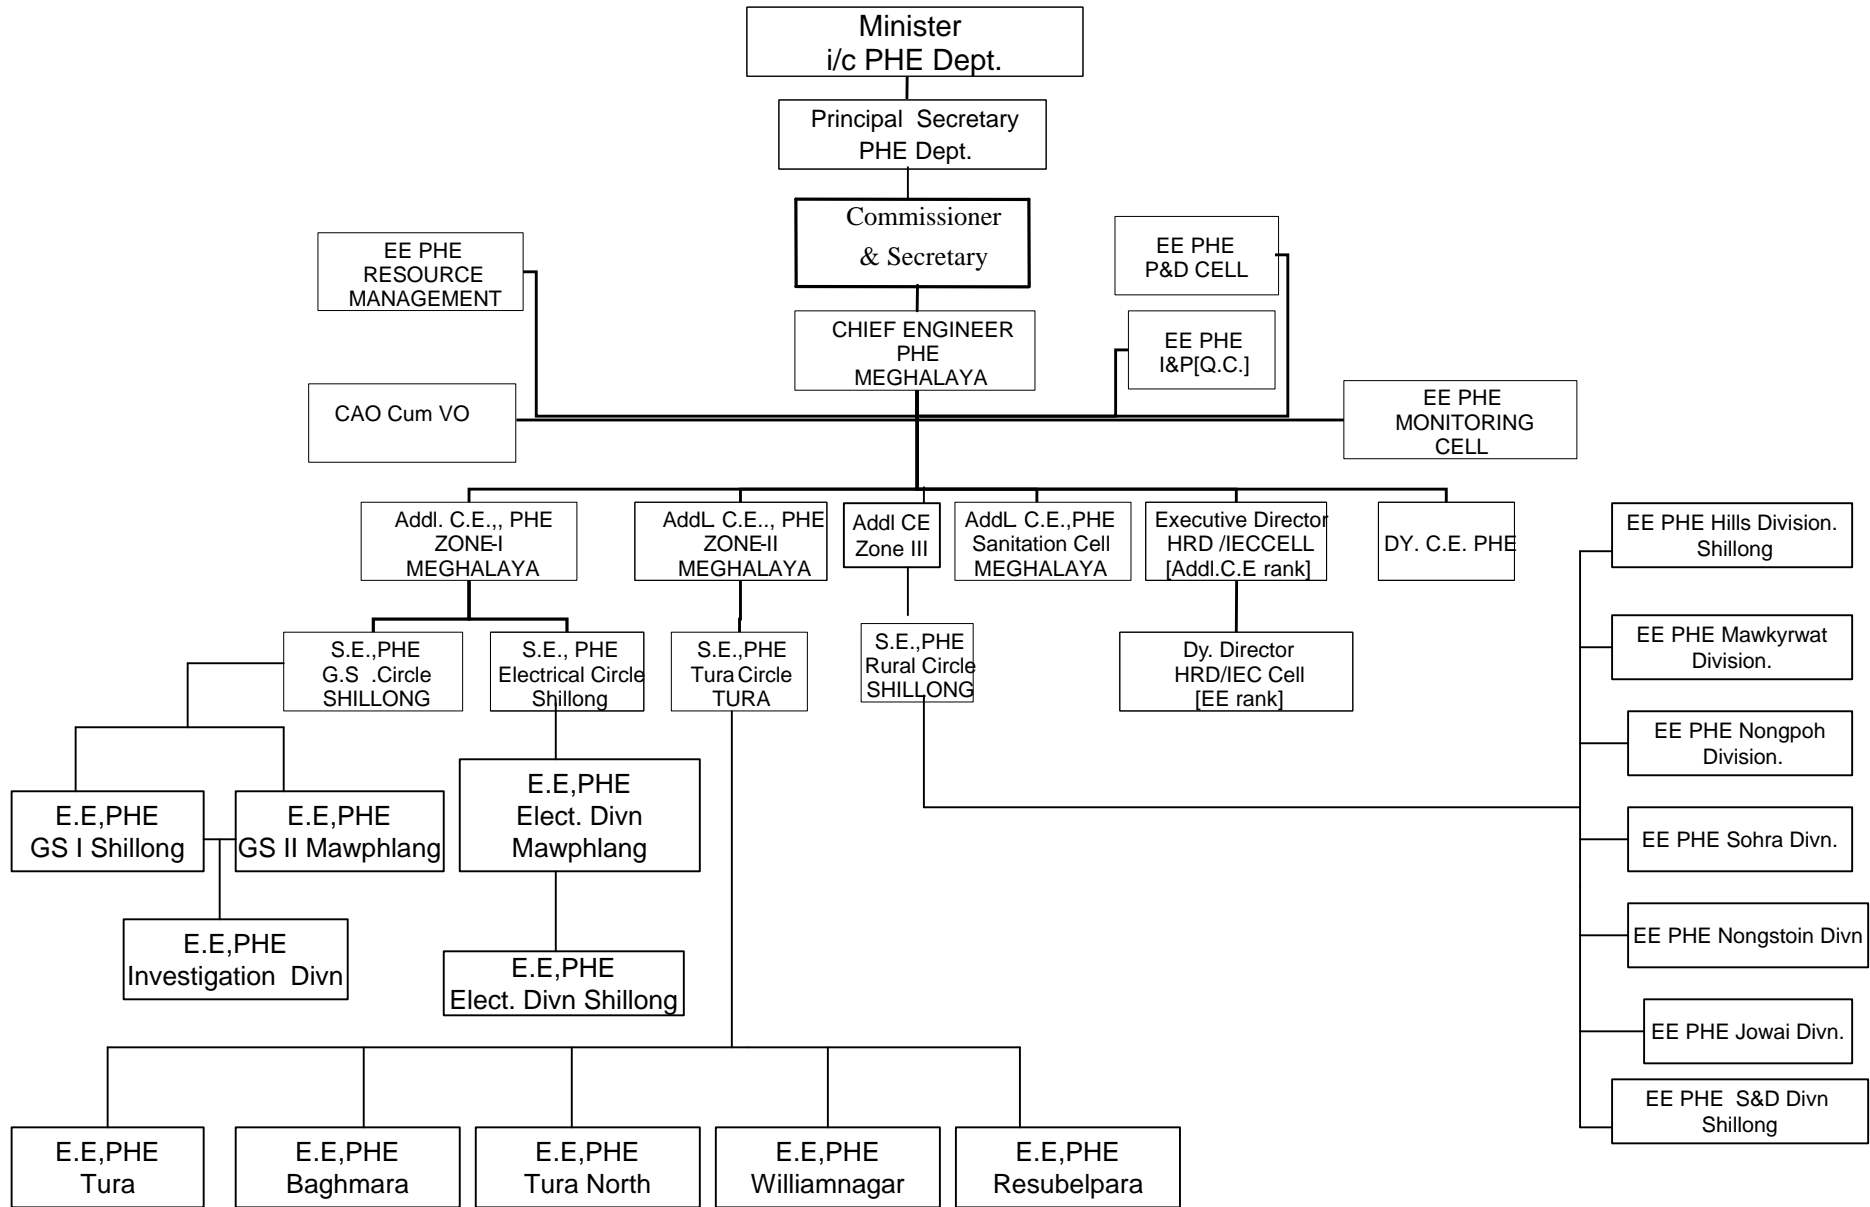 Minister
i/c PHE Dept.
Principal Secretary
PHE Dept.
Commissioner
& Secretary
EE PHE
RESOURCE
MANAGEMENT
EE PHE
P&D CELL
CHIEF ENGINEER
PHE
MEGHALAYA
EE PHE
I&P[Q.C.]
CAO Cum VO
EE PHE
MONITORING
CELL
Addl. C.E.,, PHE
ZONE-I
MEGHALAYA
AddL C.E.., PHE
ZONE-II
MEGHALAYA
Addl CE
Zone III
AddL C.E.,PHE
Sanitation Cell
MEGHALAYA
Executive Director
HRD /IECCELL
[Addl.C.E rank]
DY. C.E. PHE
S.E.,PHE
G.S .Circle
SHILLONG
S.E., PHE
Electrical Circle
Shillong
S.E.,PHE
Tura Circle
TURA
S.E.,PHE
Rural Circle
SHILLONG
Dy. Director
HRD/IEC Cell
[EE rank]
EE PHE Hills Division.
Shillong
EE PHE Mawkyrwat
Division.
EE PHE Nongpoh
Division.
EE PHE Sohra Divn.
EE PHE Nongstoin Divn
EE PHE Jowai Divn.
EE PHE S&D Divn
Shillong
E.E,PHE
GS I Shillong
E.E,PHE
GS II Mawphlang
E.E,PHE
Elect. Divn
Mawphlang
E.E,PHE
Investigation Divn
E.E,PHE
Elect. Divn Shillong
E.E,PHE
Tura
E.E,PHE
Baghmara
E.E,PHE
Tura North
E.E,PHE
Williamnagar
E.E,PHE
Resubelpara